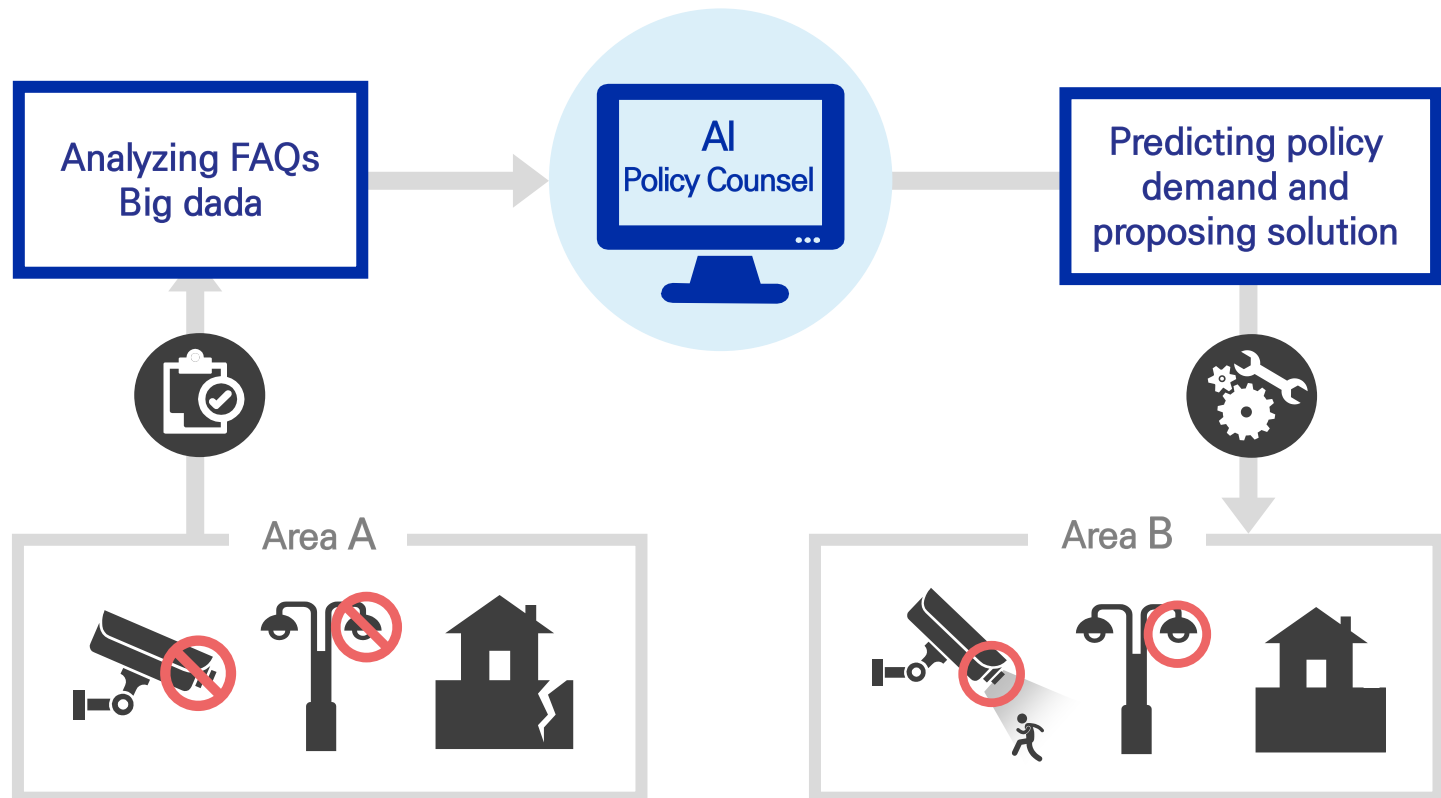 Analyzing FAQs
Big dada
AI
Policy Counsel
Predicting policy
demand and
proposing solution
Area A
Area B